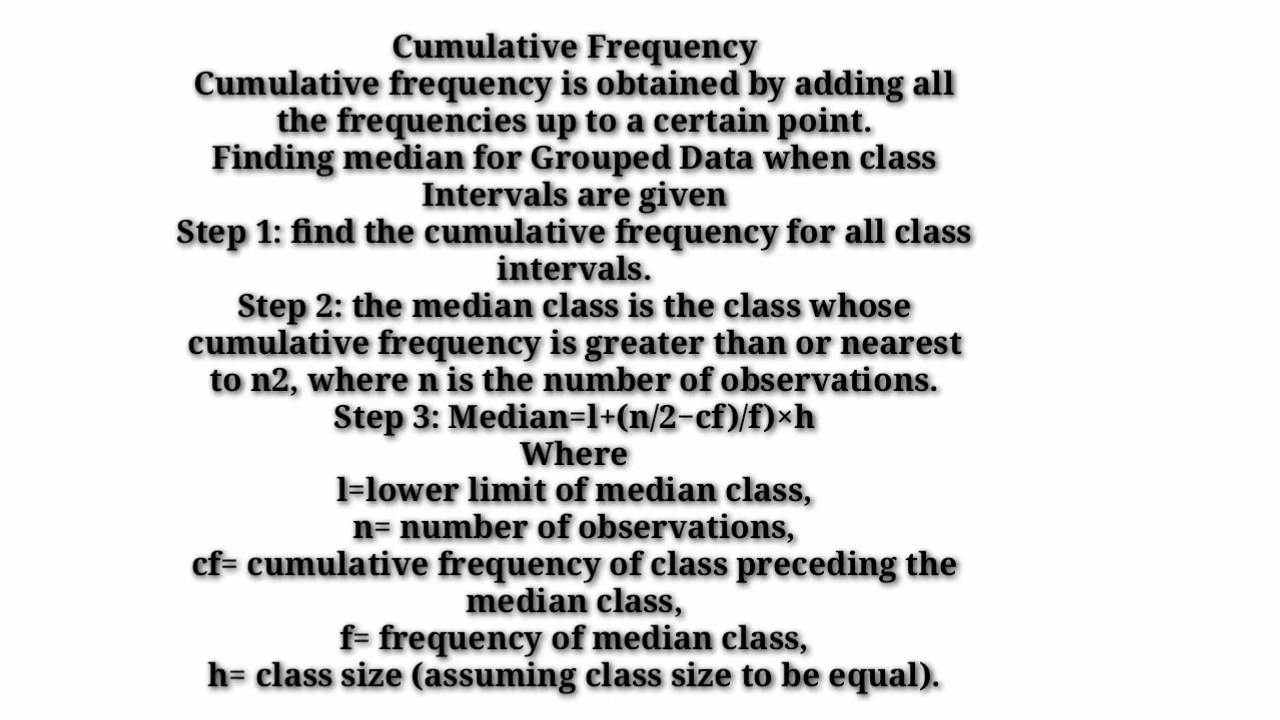 Cumulative Frequency
Cumulative frequency is obtained by adding all
the frequencies up to a certain point.
Finding median for Grouped Data when class
Intervals are given
Step 1: find the cumulative frequency for all class
intervals.
Step 2: the median class is the class whose
cumulative frequency is greater than or nearest
to n2, where n is the number of observations.
Step 3: Median=l+(n/2−cf)/f)×h
Where
l=lower limit of median class,
n= number of observations,
cf= cumulative frequency of class preceding the
median class,
f= frequency of median class,
h= class size (assuming class size to be equal).